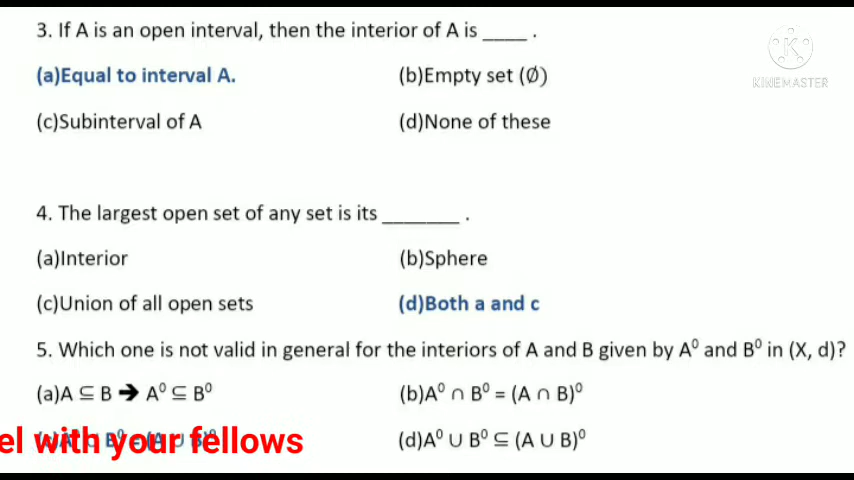 3. If A is an open interval, then the interior of A is ____ .
KINEMASTER
(a)Equal to interval A.
(b)Empty set (Ø)
(c)Subinterval of A
(d)None of these
4. The largest open set of any set is its _______ .
(a)Interior
(b)Sphere
(c)Union of all open sets
(d)Both a and c
5. Which one is not valid in general for the interiors of A and B given by A⁰ and B⁰ in (X, d)?
(a)A ⊆ B ➔ A⁰ ⊆ B⁰
(b)A⁰ ∩ B⁰ = (A ∩ B)⁰
el with your fellows
(d)A⁰ ∪ B⁰ ⊆ (A ∪ B)⁰